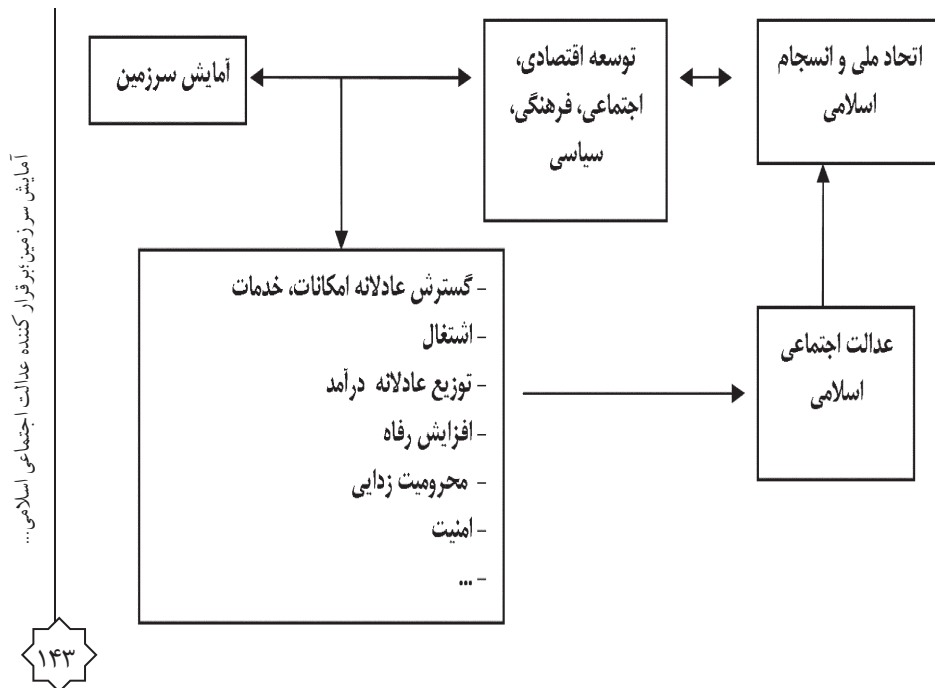 اتحاد ملی و انسجام
اسلامی
توسعه اقتصادی،
اجتماعی، فرهنگی،
سیاسی
آمایش سرزمین
- گسترش عادلانه امکانات، خدمات
- اشتغال
- توزیع عادلانه درآمد
- افزایش رفاه
- محرومیت زدایی
- امنیت
- ...
عدالت اجتماعی
اسلامی
آمایش سرزمین؛برقرار کننده عدالت اجتماعی اسلامی....
۱۴۳